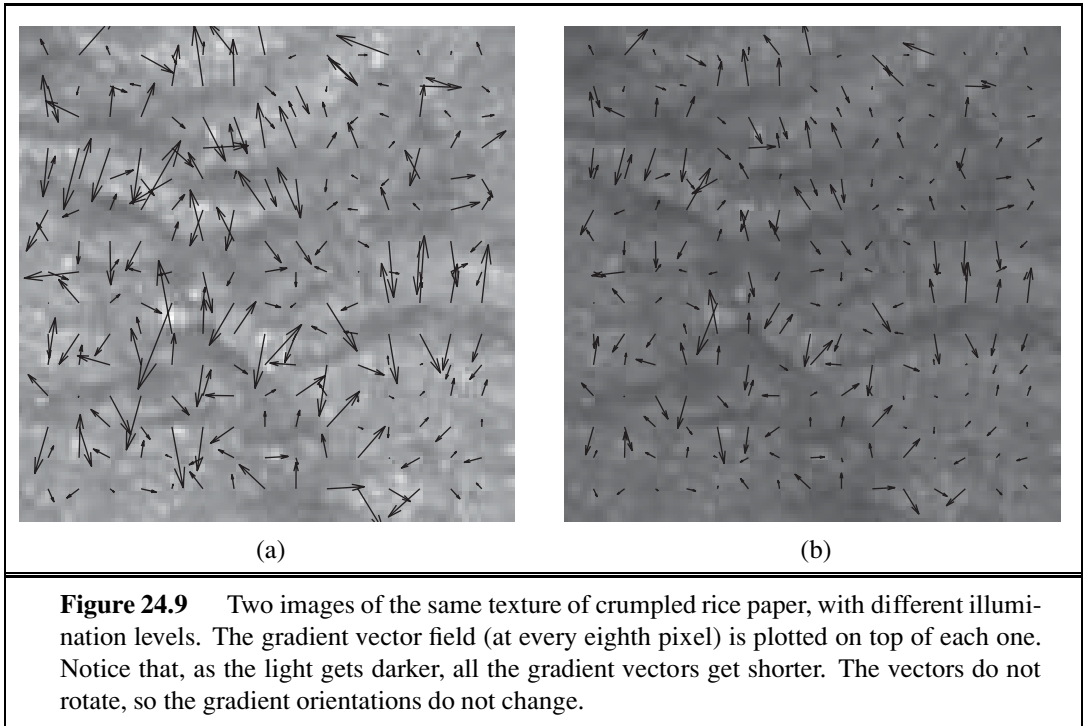 (a)
(b)
Figure 24.9 Two images of the same texture of crumpled rice paper, with different illumi-
nation levels. The gradient vector field (at every eighth pixel) is plotted on top of each one.
Notice that, as the light gets darker, all the gradient vectors get shorter. The vectors do not
rotate, so the gradient orientations do not change.